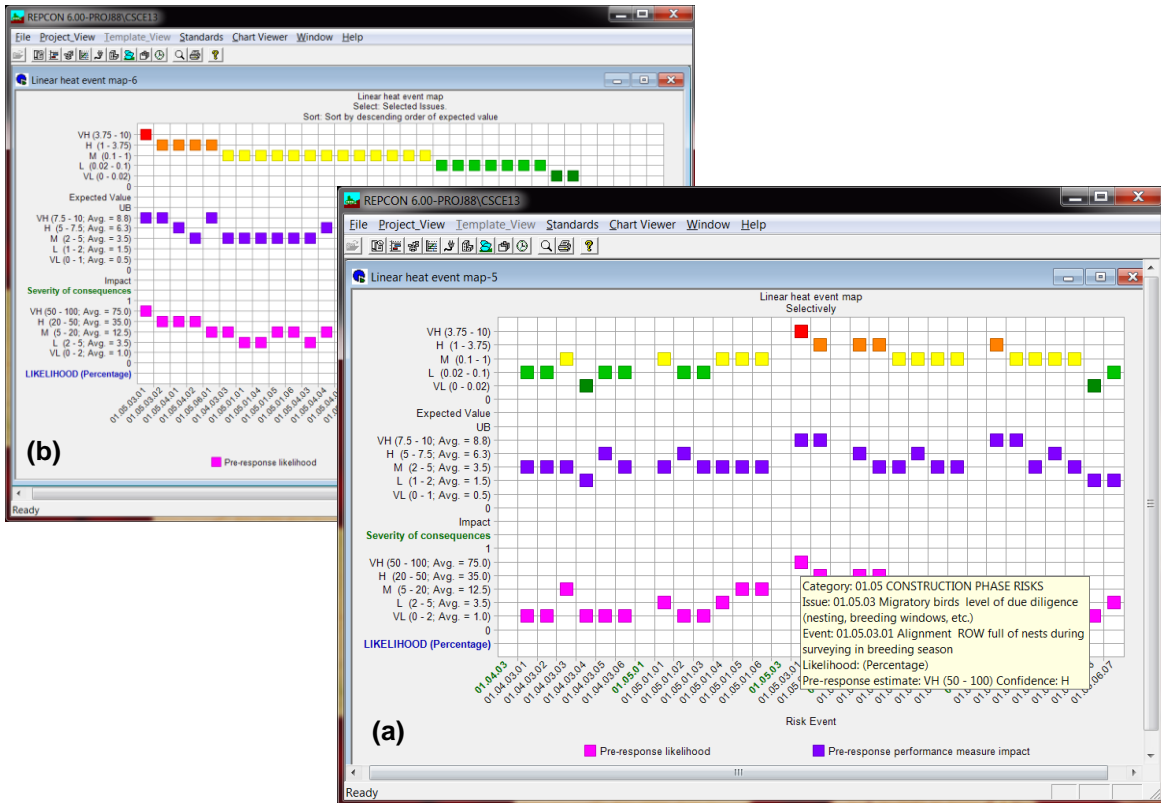 REPCON 6.00-PROJ88\CSCE13
File Project_View Template_View Standards Chart Viewer Window Help
Linear heat event map-6
Linear heat event map
Select: Selected Issues.
Sort: Sort by descending order of expected value
VH (3.75 - 10)
H (1 - 3.75)
M (0.1 - 1)
L (0.02 - 0.1)
VL (0 - 0.02)
0
Expected Value
UB
VH (7.5 - 10; Avg. = 8.8)
H (5 - 7.5; Avg. = 6.3)
M (2 - 5; Avg. = 3.5)
L (1 - 2; Avg. = 1.5)
VL (0 - 1; Avg. = 0.5)
0
Impact
Severity of consequences
1
VH (50 - 100; Avg. = 75.0)
H (20 - 50; Avg. = 35.0)
M (5 - 20; Avg. = 12.5)
L (2 - 5; Avg. = 3.5)
VL (0 - 2; Avg. = 1.0)
0
LIKELIHOOD (Percentage)
01.05.03.01
01.05.03.02
01.05.04.01
01.05.04.02
01.05.06.01
01.04.03.03
01.05.01.01
01.05.01.04
01.05.01.05
01.05.01.06
01.05.04.03
01.05.04.04
(b)
Pre-response likelihood
Ready
REPCON 6.00-PROJ88\CSCE13
File Project_View Template_View Standards Chart Viewer Window Help
Linear heat event map-5
Linear heat event map
Selectively
VH (3.75 - 10)
H (1 - 3.75)
M (0.1 - 1)
L (0.02 - 0.1)
VL (0 - 0.02)
0
Expected Value
UB
VH (7.5 - 10; Avg. = 8.8)
H (5 - 7.5; Avg. = 6.3)
M (2 - 5; Avg. = 3.5)
L (1 - 2; Avg. = 1.5)
VL (0 - 1; Avg. = 0.5)
0
Impact
Severity of consequences
1
VH (50 - 100; Avg. = 75.0)
H (20 - 50; Avg. = 35.0)
M (5 - 20; Avg. = 12.5)
L (2 - 5; Avg. = 3.5)
VL (0 - 2; Avg. = 1.0)
0
LIKELIHOOD (Percentage)
Category: 01.05 CONSTRUCTION PHASE RISKS
Issue: 01.05.03 Migratory birds level of due diligence
(nesting, breeding windows, etc.)
Event: 01.05.03.01 Alignment ROW full of nests during
surveying in breeding season
Likelihood: (Percentage)
Pre-response estimate: VH (50 - 100) Confidence: H
01.04.03
01.04.03.01
01.04.03.02
01.04.03.03
01.04.03.04
01.04.03.05
01.04.03.06
01.05.01
01.05.01.01
01.05.01.02
01.05.01.03
01.05.01.04
01.05.01.05
01.05.01.06
01.05.03
01.05.03.01
Risk Event
(a)
Pre-response likelihood
Pre-response performance measure impact
Ready